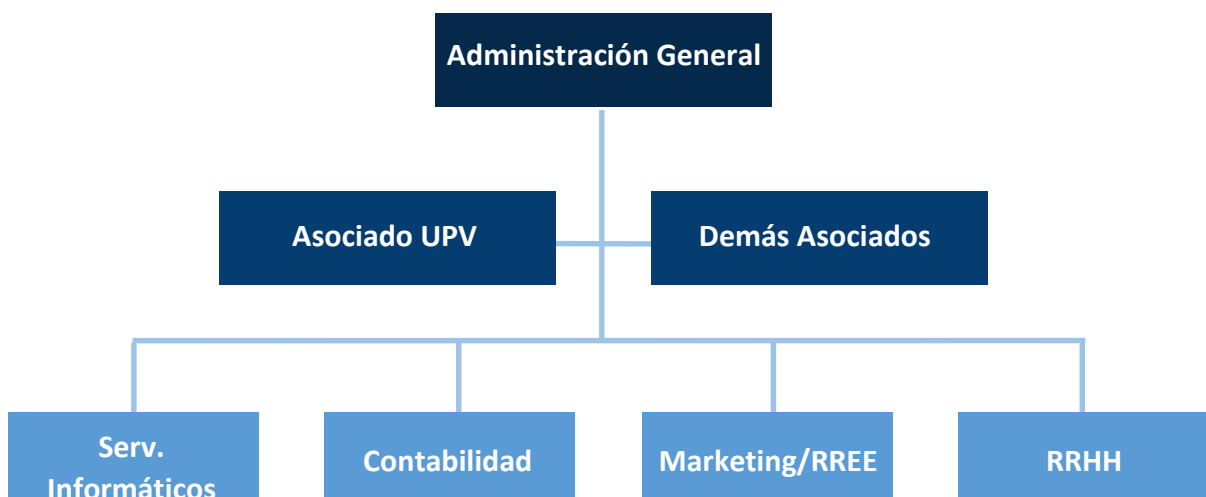 Administración General
Asociado UPV
Demás Asociados
Serv.
Informáticos
Contabilidad
Marketing/RREE
RRHH